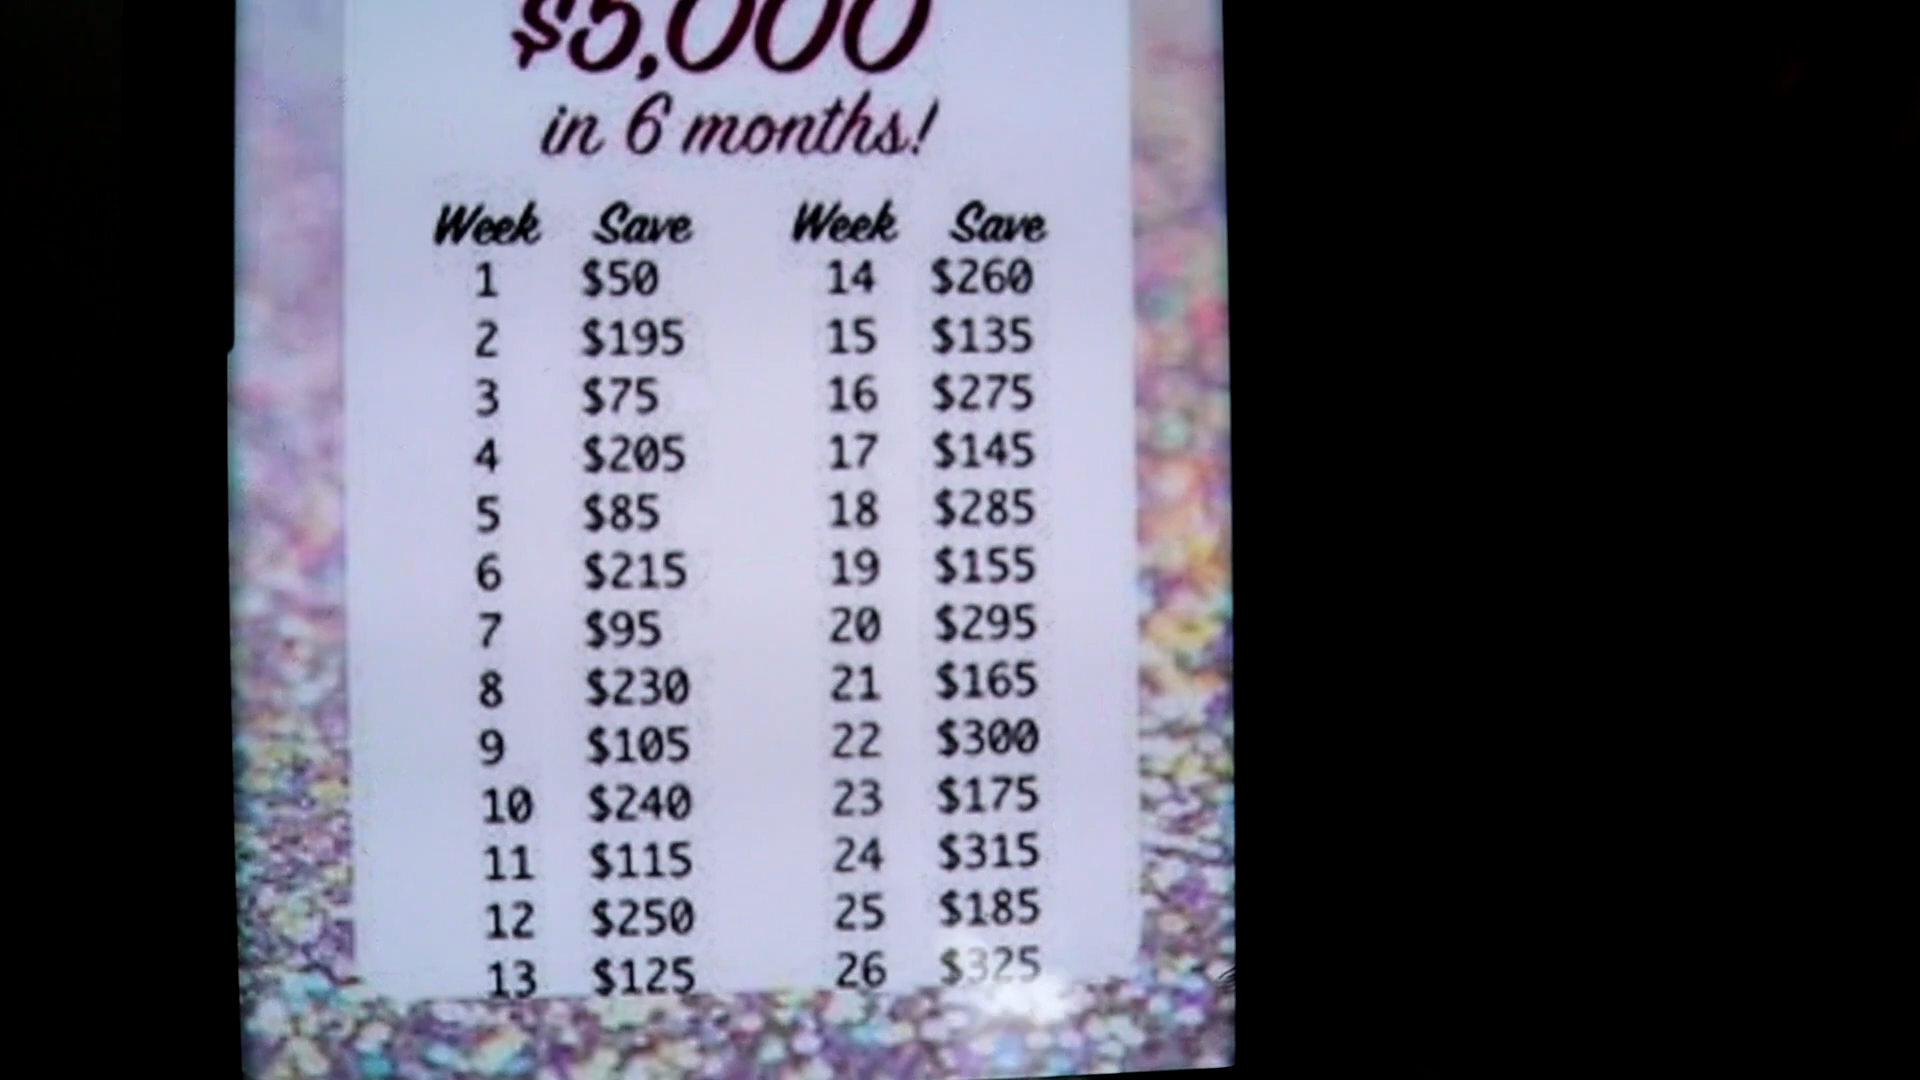 $5,000
in 6 months!
Week Save Week Save
1 $50 14 $260
2 $195 15 $135
3 $75 16 $275
4 $205 17 $145
5 $85 18 $285
6 $215 19 $155
7 $95 20 $295
8 $230 21 $165
9 $105 22 $300
10 $240 23 $175
11 $115 24 $315
12 $250 25 $185
13 $125 26 $325